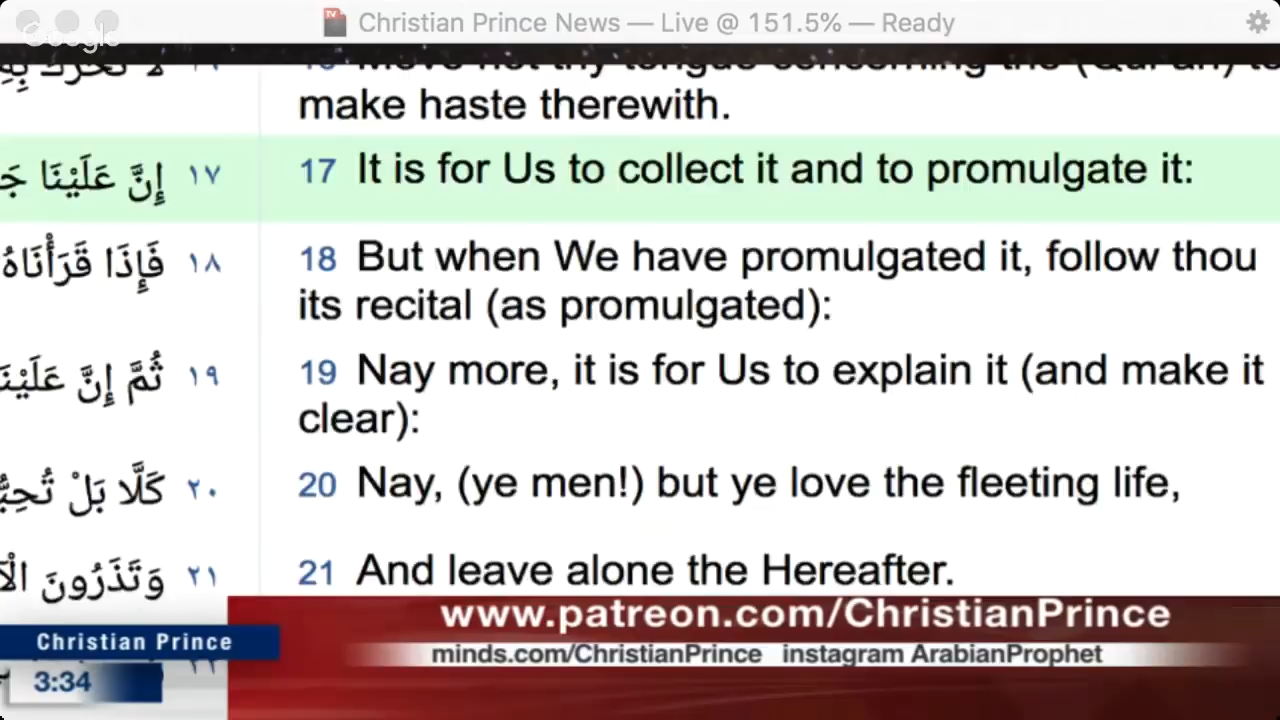 Christian Prince News — Live @ 151.5% — Ready
Google
make haste therewith.
إِنَّ عَلَيْنَا ١٧
17 It is for Us to collect it and to promulgate it:
فَإِذَا قَرَأْنَاهُ ١٨
18 But when We have promulgated it, follow thou
its recital (as promulgated):
ثُمَّ إِنَّ ١٩
19 Nay more, it is for Us to explain it (and make it
clear):
كَلَّا بَلْ ٢٠
20 Nay, (ye men!) but ye love the fleeting life,
وَتَذَرُونَ ٢١
21 And leave alone the Hereafter.
www.patreon.com/ChristianPrince
Christian Prince
minds.com/ChristianPrince instagram ArabianProphet
3:34